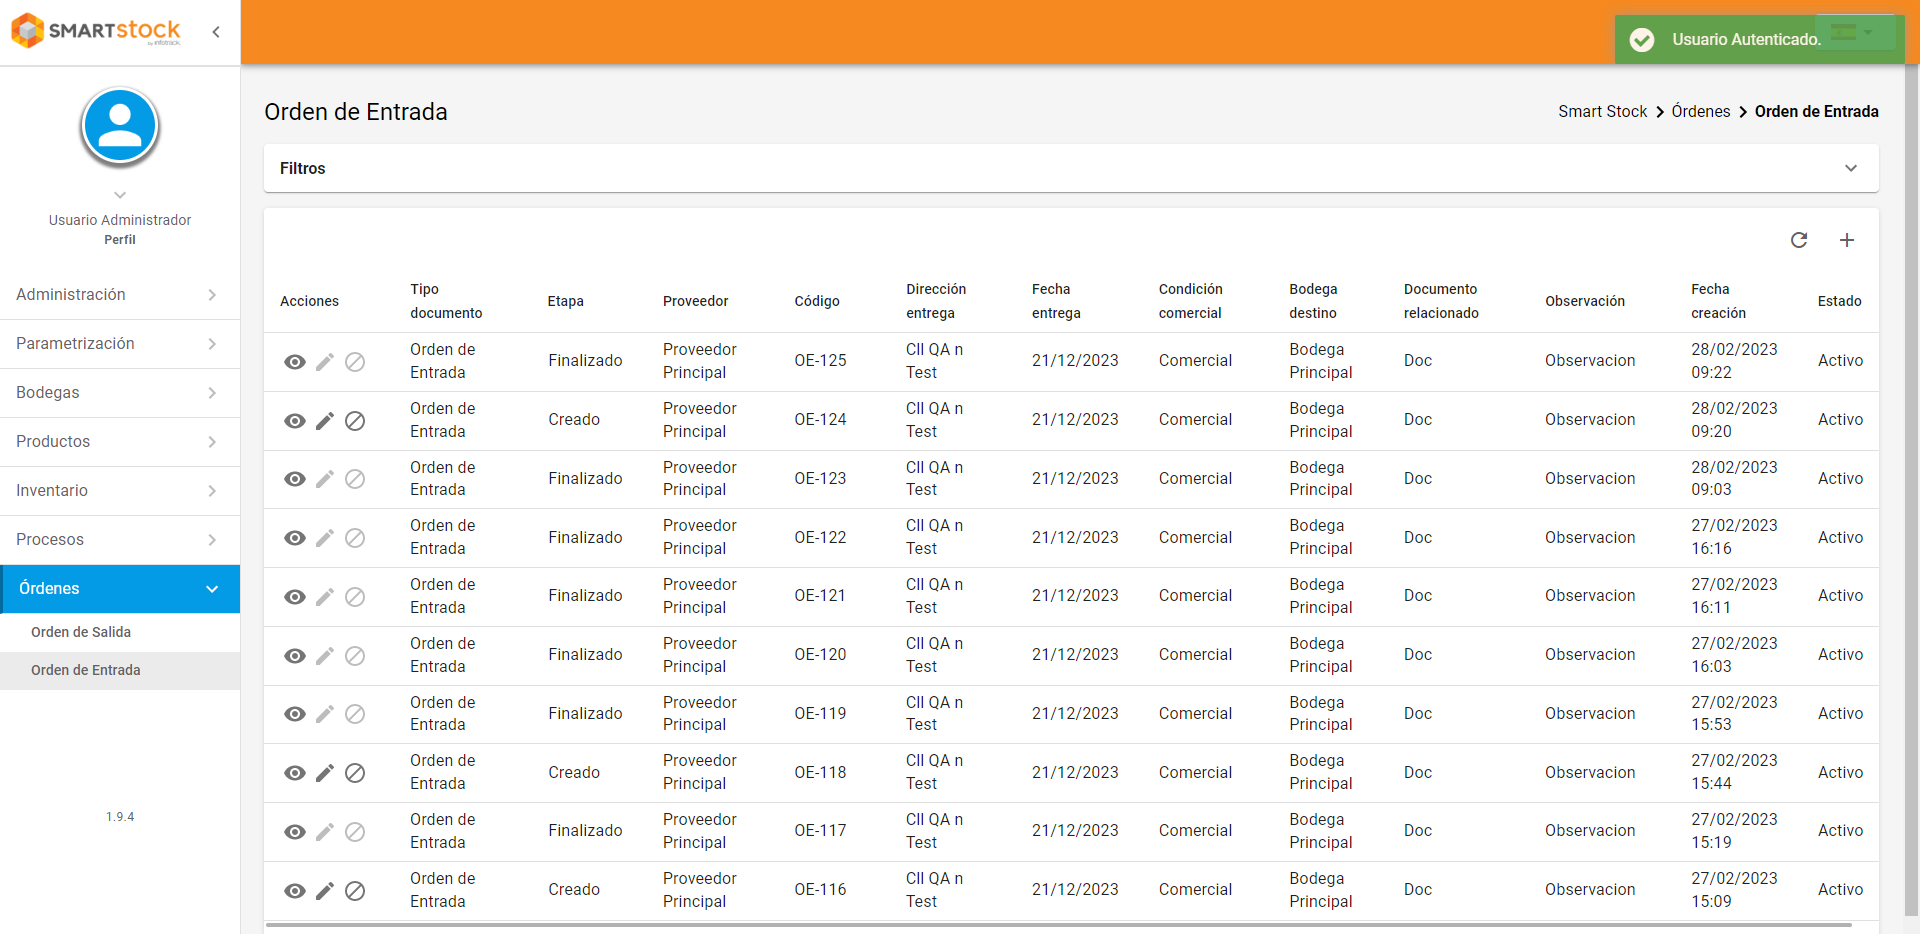 SMARTstock
by infotrack.
Usuario Autenticado.
Usuario Administrador
Perfil
Administración
Parametrización
Bodegas
Productos
Inventario
Procesos
Órdenes
Orden de Salida
Orden de Entrada
1.9.4
Orden de Entrada
Smart Stock > Órdenes > Orden de Entrada
Filtros
Acciones Tipo documento Etapa Proveedor Código Dirección entrega Fecha entrega Condición comercial Bodega destino Documento relacionado Observación Fecha creación Estado
Orden de Entrada Finalizado Proveedor Principal OE-125 Cll QA n Test 21/12/2023 Comercial Bodega Principal Doc Observacion 28/02/2023 09:22 Activo
Orden de Entrada Creado Proveedor Principal OE-124 Cll QA n Test 21/12/2023 Comercial Bodega Principal Doc Observacion 28/02/2023 09:20 Activo
Orden de Entrada Finalizado Proveedor Principal OE-123 Cll QA n Test 21/12/2023 Comercial Bodega Principal Doc Observacion 28/02/2023 09:03 Activo
Orden de Entrada Finalizado Proveedor Principal OE-122 Cll QA n Test 21/12/2023 Comercial Bodega Principal Doc Observacion 27/02/2023 16:16 Activo
Orden de Entrada Finalizado Proveedor Principal OE-121 Cll QA n Test 21/12/2023 Comercial Bodega Principal Doc Observacion 27/02/2023 16:11 Activo
Orden de Entrada Finalizado Proveedor Principal OE-120 Cll QA n Test 21/12/2023 Comercial Bodega Principal Doc Observacion 27/02/2023 16:03 Activo
Orden de Entrada Finalizado Proveedor Principal OE-119 Cll QA n Test 21/12/2023 Comercial Bodega Principal Doc Observacion 27/02/2023 15:53 Activo
Orden de Entrada Creado Proveedor Principal OE-118 Cll QA n Test 21/12/2023 Comercial Bodega Principal Doc Observacion 27/02/2023 15:44 Activo
Orden de Entrada Finalizado Proveedor Principal OE-117 Cll QA n Test 21/12/2023 Comercial Bodega Principal Doc Observacion 27/02/2023 15:19 Activo
Orden de Entrada Creado Proveedor Principal OE-116 Cll QA n Test 21/12/2023 Comercial Bodega Principal Doc Observacion 27/02/2023 15:09 Activo